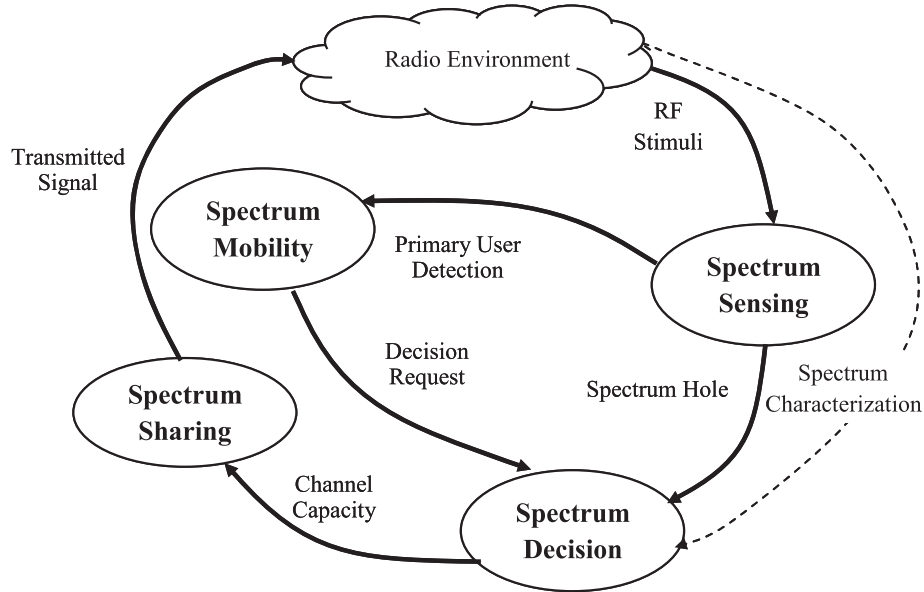 Radio Environment
RF
Stimuli
Transmitted
Signal
Spectrum
Mobility
Primary User
Detection
Spectrum
Sensing
Decision
Request
Spectrum Hole
Spectrum
Characterization
Spectrum
Sharing
Channel
Capacity
Spectrum
Decision